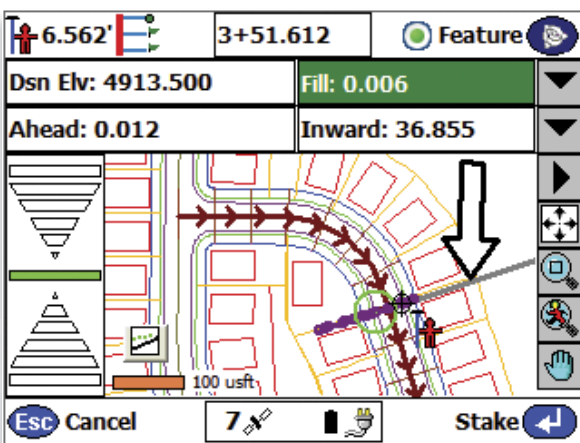 6.562' 3+51.612 Feature
Dsn Elv: 4913.500 Fill: 0.006
Ahead: 0.012 Inward: 36.855
100 usft
Esc Cancel 7 Stake